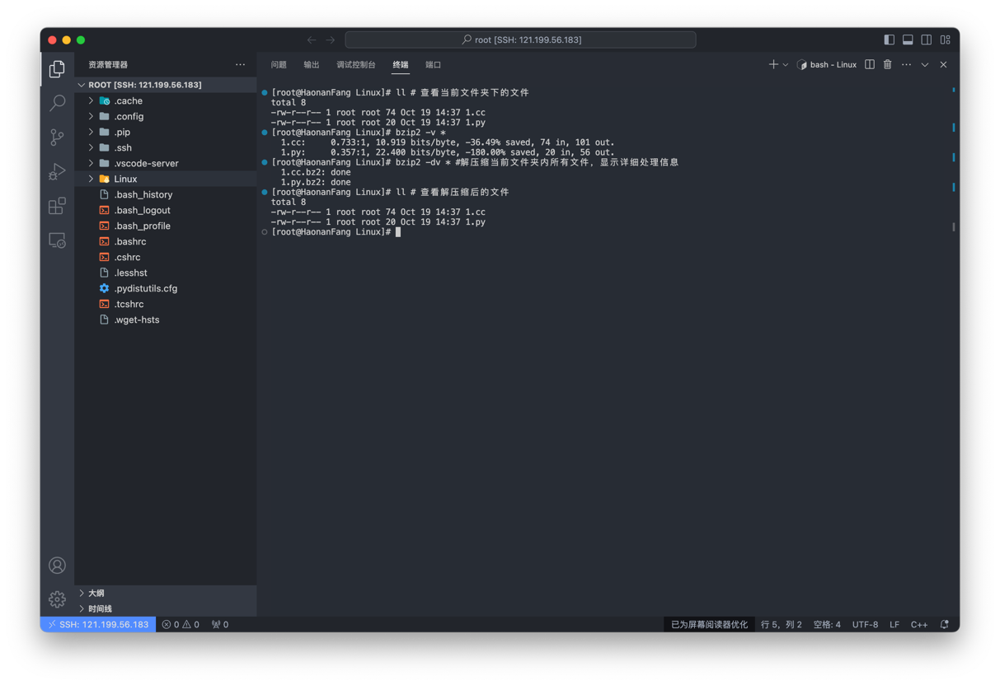 root [SSH: 121.199.56.183]
资源管理器
ROOT [SSH: 121.199.56.183]
.cache
.config
.pip
.ssh
.vscode-server
Linux
.bash_history
.bash_logout
.bash_profile
.bashrc
.cshrc
.lesshst
.pydistutils.cfg
.tcshrc
.wget-hsts
大纲
时间线
问题 输出 调试控制台 终端 端口
bash - Linux
[root@HaonanFang Linux]# ll # 查看当前文件夹下的文件
total 8
-rw-r--r-- 1 root root 74 Oct 19 14:37 1.cc
-rw-r--r-- 1 root root 20 Oct 19 14:37 1.py
[root@HaonanFang Linux]# bzip2 -v *
1.cc: 0.733:1, 10.919 bits/byte, -36.49% saved, 74 in, 101 out.
1.py: 0.357:1, 22.400 bits/byte, -180.00% saved, 20 in, 56 out.
[root@HaonanFang Linux]# bzip2 -dv * #解压缩当前文件夹内所有文件，显示详细处理信息
1.cc.bz2: done
1.py.bz2: done
[root@HaonanFang Linux]# ll # 查看解压缩后的文件
total 8
-rw-r--r-- 1 root root 74 Oct 19 14:37 1.cc
-rw-r--r-- 1 root root 20 Oct 19 14:37 1.py
[root@HaonanFang Linux]#
SSH: 121.199.56.183 0 0 0 已为屏幕阅读器优化 行 5，列 2 空格: 4 UTF-8 LF C++